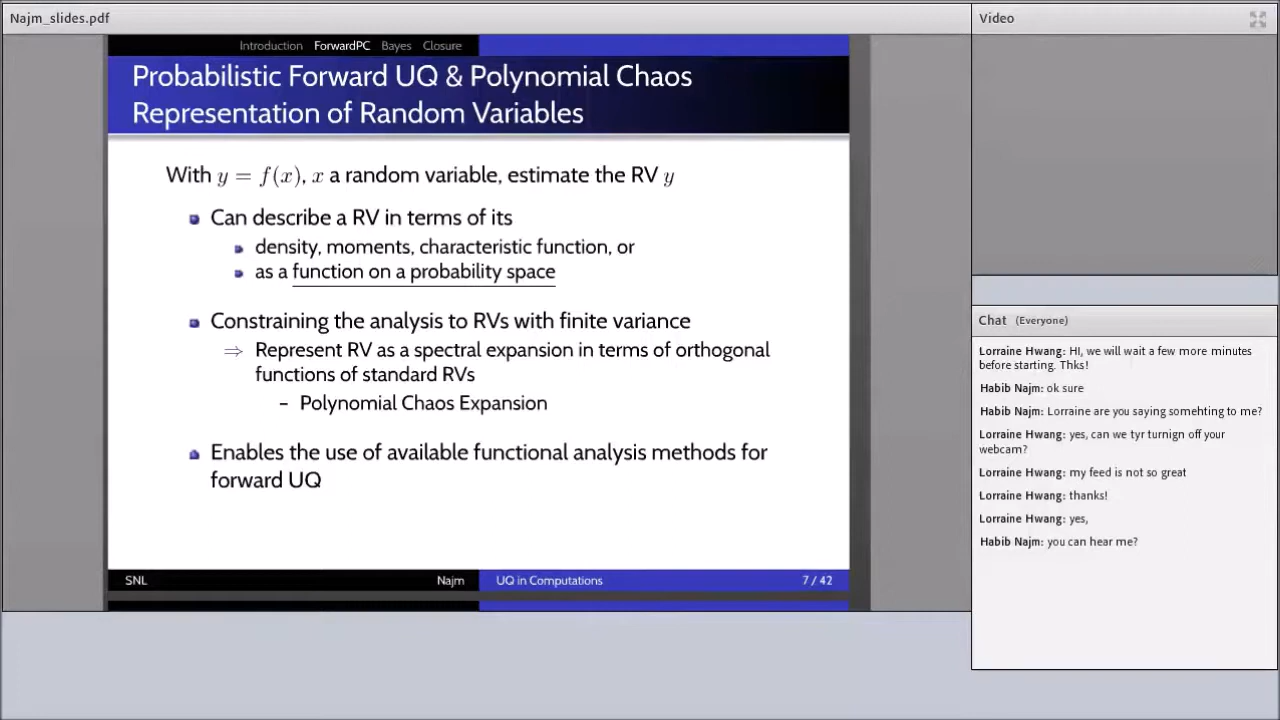 Najm_slides.pdf
Introduction ForwardPC Bayes Closure
Probabilistic Forward UQ & Polynomial Chaos
Representation of Random Variables
With y = f(x), x a random variable, estimate the RV y
Can describe a RV in terms of its
density, moments, characteristic function, or
as a function on a probability space
Constraining the analysis to RVs with finite variance
⇒ Represent RV as a spectral expansion in terms of orthogonal
functions of standard RVs
– Polynomial Chaos Expansion
Enables the use of available functional analysis methods for
forward UQ
SNL Najm UQ in Computations 7 / 42
Video
Chat (Everyone)
Lorraine Hwang: HI, we will wait a few more minutes
before starting. Thks!
Habib Najm: ok sure
Habib Najm: Lorraine are you saying somehting to me?
Lorraine Hwang: yes, can we tyr turnign off your
webcam?
Lorraine Hwang: my feed is not so great
Lorraine Hwang: thanks!
Lorraine Hwang: yes,
Habib Najm: you can hear me?